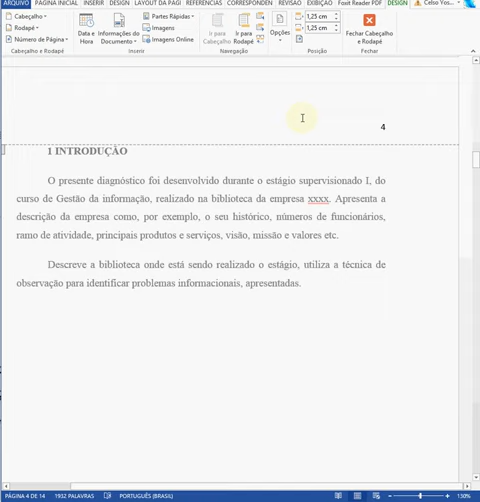 ARQUIVO PÁGINA INICIAL INSERIR DESIGN LAYOUT DA PÁGI REFERÊNCIAS CORRESPONDEN REVISÃO EXIBIÇÃO Foxit Reader PDF DESIGN Celso Yos...
Cabeçalho
Rodapé
Número de Página
Cabeçalho e Rodapé
Data e Hora
Informações do Documento
Partes Rápidas
Imagens
Imagens Online
Inserir
Ir para Cabeçalho
Ir para Rodapé
Navegação
Opções
1,25 cm
1,25 cm
Posição
Fechar Cabeçalho e Rodapé
Fechar
4
1 INTRODUÇÃO
O presente diagnóstico foi desenvolvido durante o estágio supervisionado I, do
curso de Gestão da informação, realizado na biblioteca da empresa xxxx. Apresenta a
descrição da empresa como, por exemplo, o seu histórico, números de funcionários,
ramo de atividade, principais produtos e serviços, visão, missão e valores etc.
Descreve a biblioteca onde está sendo realizado o estágio, utiliza a técnica de
observação para identificar problemas informacionais, apresentadas.
PÁGINA 4 DE 14 1932 PALAVRAS PORTUGUÊS (BRASIL) 130%